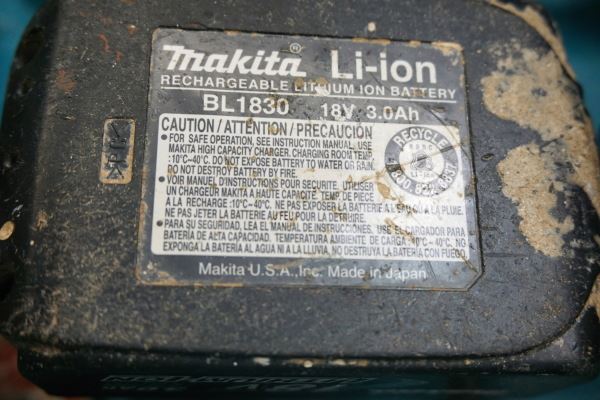 makita® Li-ion
RECHARGEABLE LITHIUM ION BATTERY
BL1830 18V 3.0Ah
CAUTION / ATTENTION / PRECAUCIÓN
• FOR SAFE OPERATION, SEE INSTRUCTION MANUAL. USE
MAKITA HIGH CAPACITY CHARGER. CHARGING ROOM TEMP.
:10°C-40°C. DO NOT EXPOSE BATTERY TO WATER OR RAIN.
DO NOT DESTROY BATTERY BY FIRE.
• VOIR MANUEL D'INSTRUCTIONS POUR SECURITE. UTILISER
UN CHARGEUR MAKITA A HAUTE CAPACITE. TEMP. DE PIECE
A LA RECHARGE :10°C-40°C. NE PAS EXPOSER LA BATTERIE A L'EAU OU A LA PLUIE.
NE PAS JETER LA BATTERIE AU FEU POUR LA DETRUIRE.
• PARA SU SEGURIDAD, LEA EL MANUAL DE INSTRUCCIONES. USE EL CARGADOR PARA
BATERÍA DE ALTA CAPACIDAD. TEMPERATURA AMBIENTE DE CARGA :10°C-40°C. NO
EXPONGA LA BATERÍA AL AGUA NI A LA LLUVIA, NO DESTRUYA LA BATERÍA CON FUEGO.
Makita U.S.A., Inc. Made in Japan
RECYCLE
RBRC
Li-ion